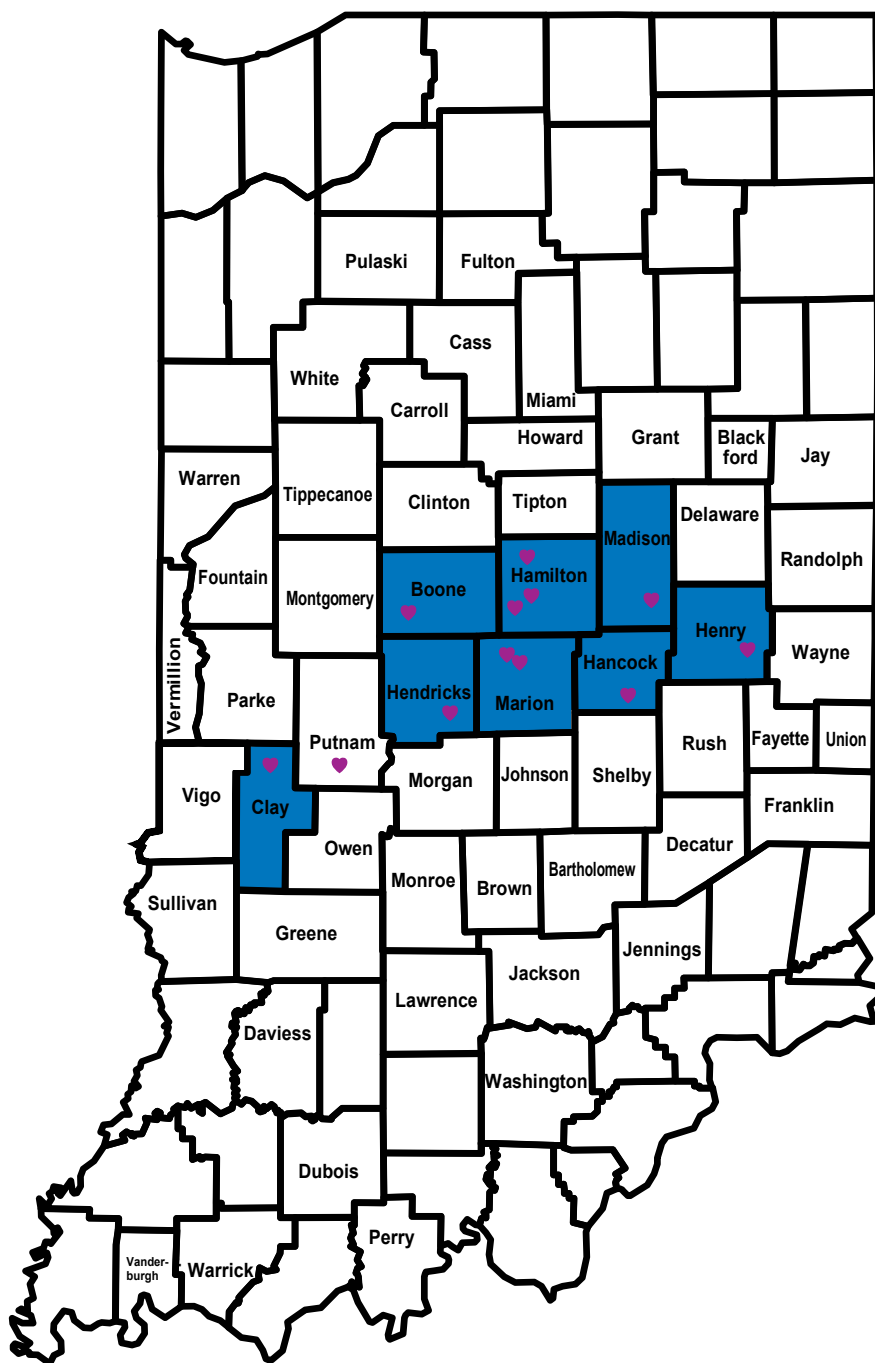 Pulaski
Fulton
Cass
White
Miami
Carroll
Howard
Grant
Black
ford
Jay
Warren
Tippecanoe
Clinton
Tipton
Delaware
Madison
Randolph
Fountain
Montgomery
Boone
Hamilton
Henry
Wayne
Vermillion
Parke
Hendricks
Marion
Hancock
Putnam
Rush
Fayette
Union
Vigo
Clay
Morgan
Johnson
Shelby
Franklin
Owen
Decatur
Monroe
Brown
Bartholomew
Sullivan
Greene
Jennings
Jackson
Lawrence
Daviess
Washington
Dubois
Perry
Vander-
burgh
Warrick